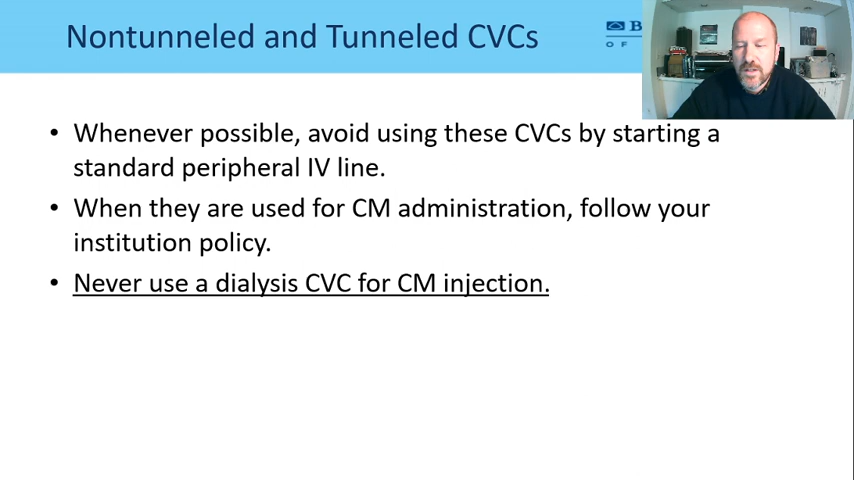 Nontunneled and Tunneled CVCs
B
OF
• Whenever possible, avoid using these CVCs by starting a
standard peripheral IV line.
• When they are used for CM administration, follow your
institution policy.
• Never use a dialysis CVC for CM injection.